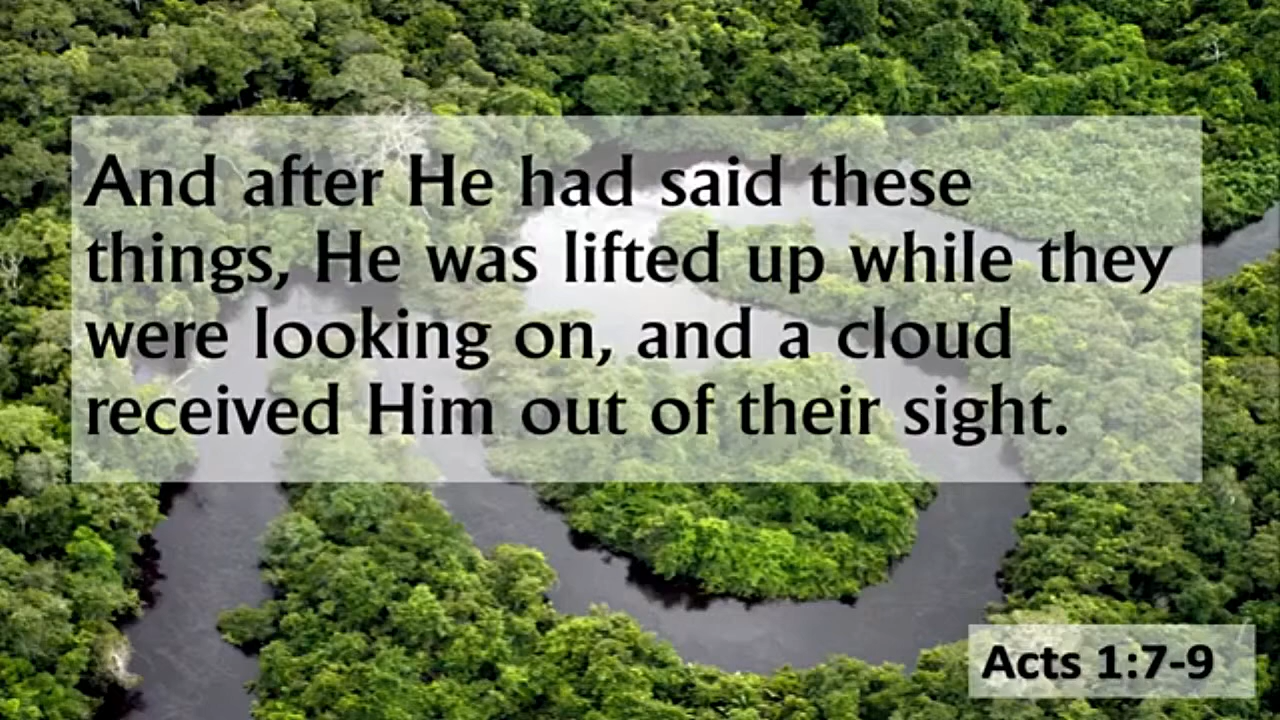 And after He had said these
things, He was lifted up while they
were looking on, and a cloud
received Him out of their sight.
Acts 1:7-9